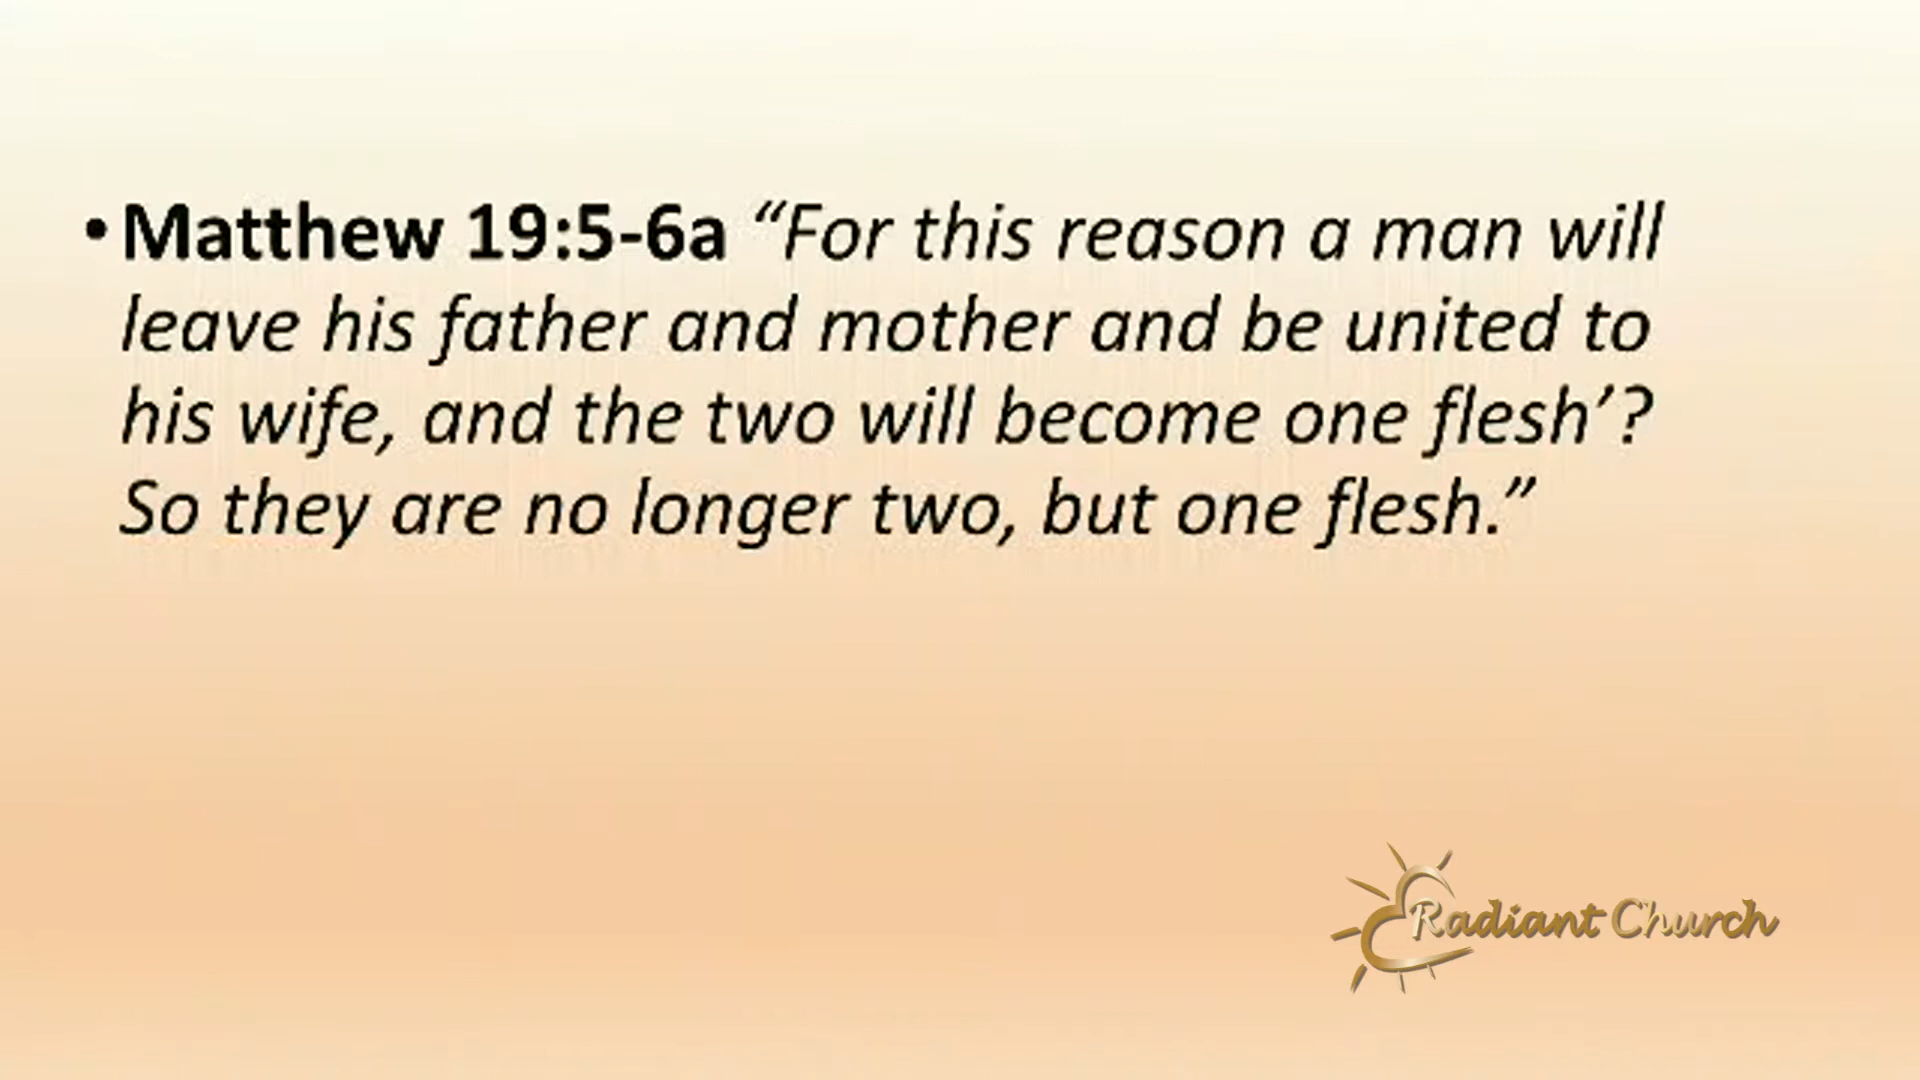 • Matthew 19:5-6a “For this reason a man will
leave his father and mother and be united to
his wife, and the two will become one flesh’?
So they are no longer two, but one flesh.”
Radiant Church